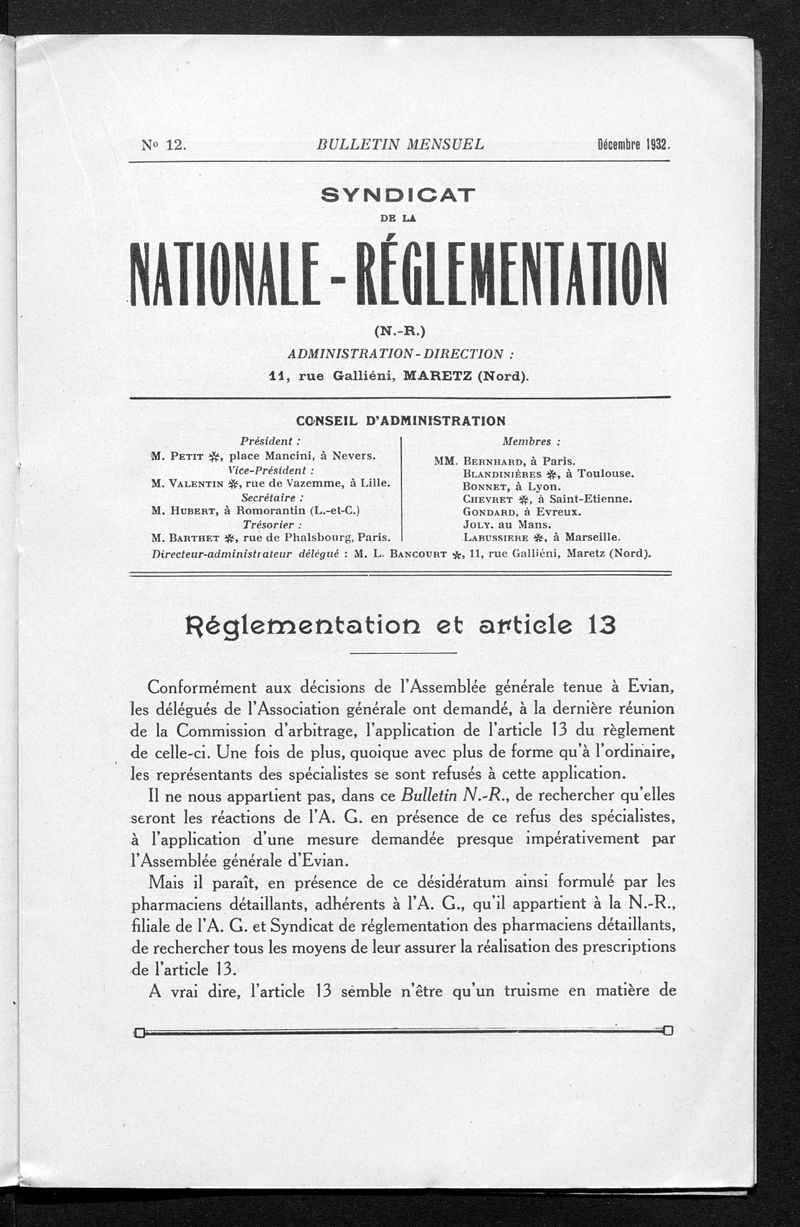 No 12. BULLETIN MENSUEL Décembre 1932.
SYNDICAT
DE LA
NATIONALE-RÉGLEMENTATION
(N.-R.)
ADMINISTRATION-DIRECTION :
11, rue Galliéni, MARETZ (Nord).
CONSEIL D'ADMINISTRATION
Président :
M. PETIT ✻, place Mancini, à Nevers.
Vice-Président :
M. VALENTIN ✻, rue de Vazemme, à Lille.
Secrétaire :
M. HUBERT, à Romorantin (L.-et-C.)
Trésorier :
M. BARTHET ✻, rue de Phalsbourg, Paris.
Membres :
MM. BERNHARD, à Paris.
BLANDINIÈRES ✻, à Toulouse.
BONNET, à Lyon.
CHEVRET ✻, à Saint-Etienne.
GONDARD, à Evreux.
JOLY, au Mans.
LABUSSIERE ✻, à Marseille.
Directeur-administrateur délégué : M. L. BANCOURT ✻, 11, rue Galliéni, Maretz (Nord).
Réglementation et article 13
Conformément aux décisions de l'Assemblée générale tenue à Evian,
les délégués de l'Association générale ont demandé, à la dernière réunion
de la Commission d'arbitrage, l'application de l'article 13 du règlement
de celle-ci. Une fois de plus, quoique avec plus de forme qu'à l'ordinaire,
les représentants des spécialistes se sont refusés à cette application.
Il ne nous appartient pas, dans ce Bulletin N.-R., de rechercher qu'elles
seront les réactions de l'A. G. en présence de ce refus des spécialistes,
à l'application d'une mesure demandée presque impérativement par
l'Assemblée générale d'Evian.
Mais il paraît, en présence de ce désidératum ainsi formulé par les
pharmaciens détaillants, adhérents à l'A. G., qu'il appartient à la N.-R.,
filiale de l'A. G. et Syndicat de réglementation des pharmaciens détaillants,
de rechercher tous les moyens de leur assurer la réalisation des prescriptions
de l'article 13.
A vrai dire, l'article 13 semble n'être qu'un truisme en matière de